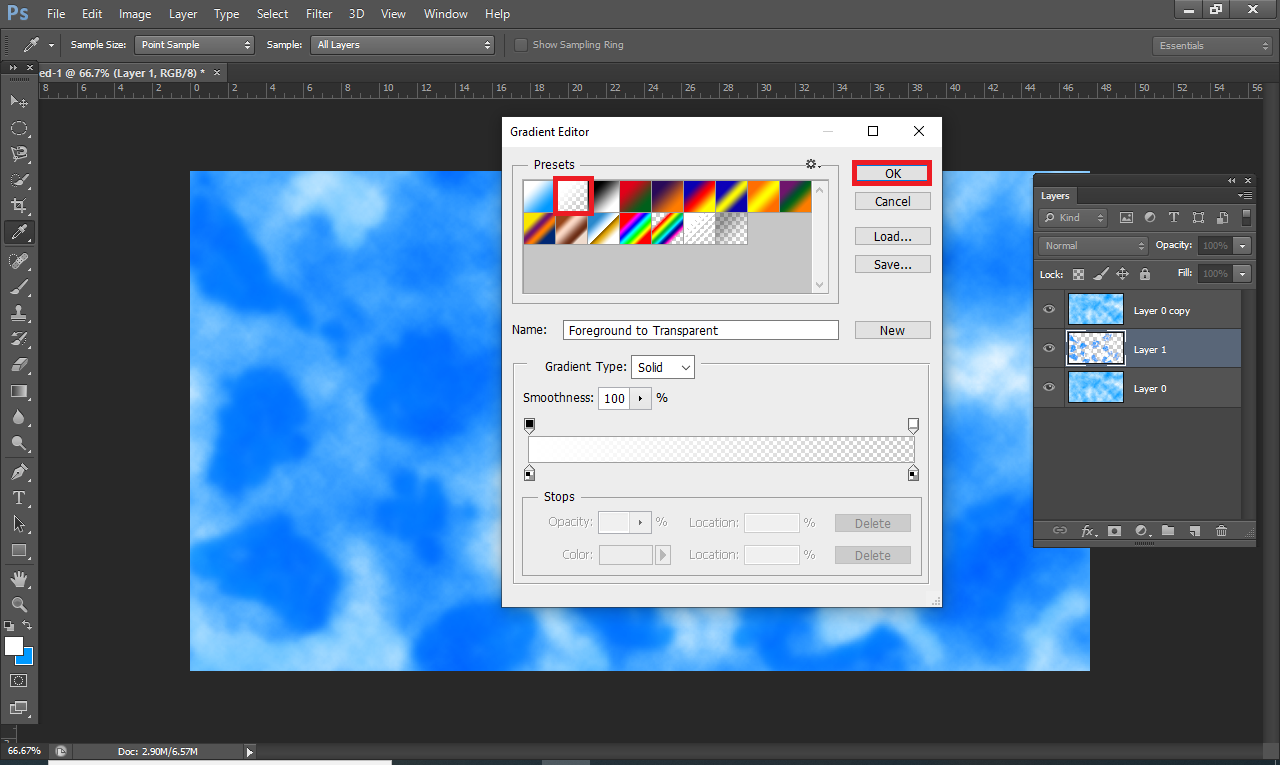 Ps File Edit Image Layer Type Select Filter 3D View Window Help
Sample Size: Point Sample Sample: All Layers Show Sampling Ring Essentials
ed-1 @ 66.7% (Layer 1, RGB/8) * ×
8 6 4 2 0 2 4 6 8 10 12 14 16 18 20 22 24 26 28 30 32 34 36 38 40 42 44 46 48 50 52 54 56
Gradient Editor
Presets
OK
Cancel
Load...
Save...
Name: Foreground to Transparent New
Gradient Type: Solid
Smoothness: 100 %
Stops
Opacity: % Location: % Delete
Color: Location: % Delete
Layers
Kind
Normal Opacity: 100%
Lock: Fill: 100%
Layer 0 copy
Layer 1
Layer 0
fx
T
66.67% Doc: 2.90M/6.57M